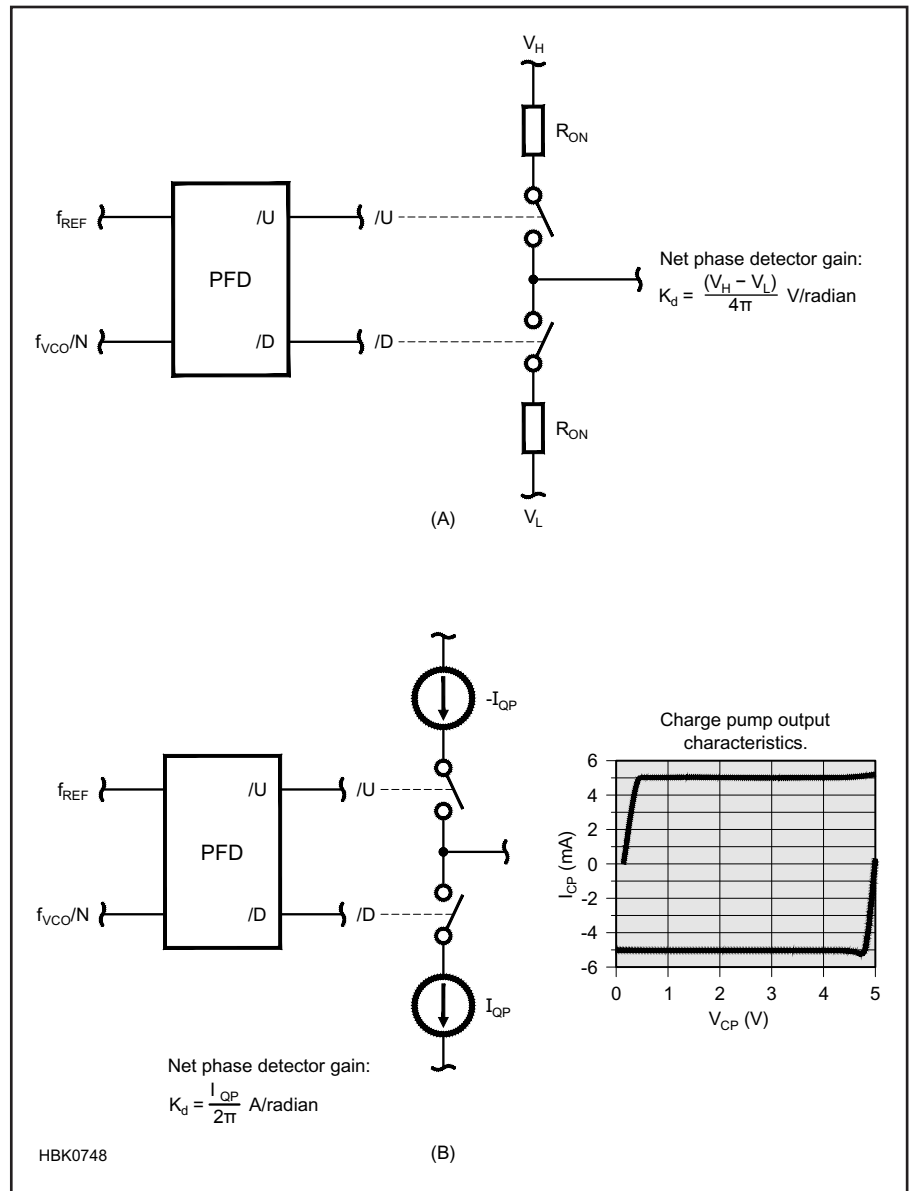 V_H
R_ON
f_REF
/U
/U
PFD
f_VCO/N
/D
/D
Net phase detector gain:
K_d = (V_H − V_L) / 4π V/radian
R_ON
V_L
(A)
-I_QP
f_REF
/U
/U
PFD
f_VCO/N
/D
/D
I_QP
Charge pump output
characteristics.
6
4
2
0
-2
-4
-6
I_CP (mA)
0 1 2 3 4 5
V_CP (V)
Net phase detector gain:
K_d = I_QP / 2π A/radian
HBK0748
(B)